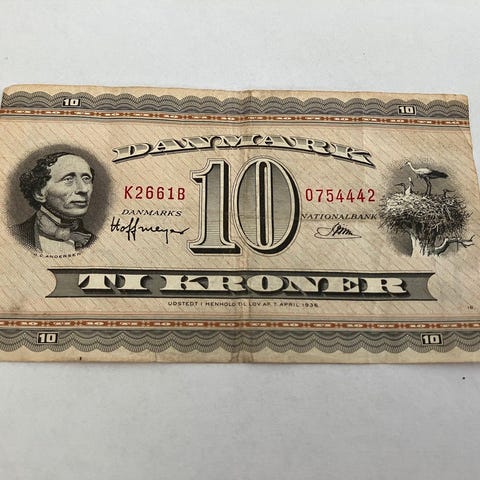 10 10
DANMARK
K2661B 10 0754442
DANMARKS NATIONALBANK
Hoffmeyer
H.C. ANDERSEN
TI KRONER
UDSTEDT I HENHOLD TIL LOV AF 7. APRIL 1936
10 10